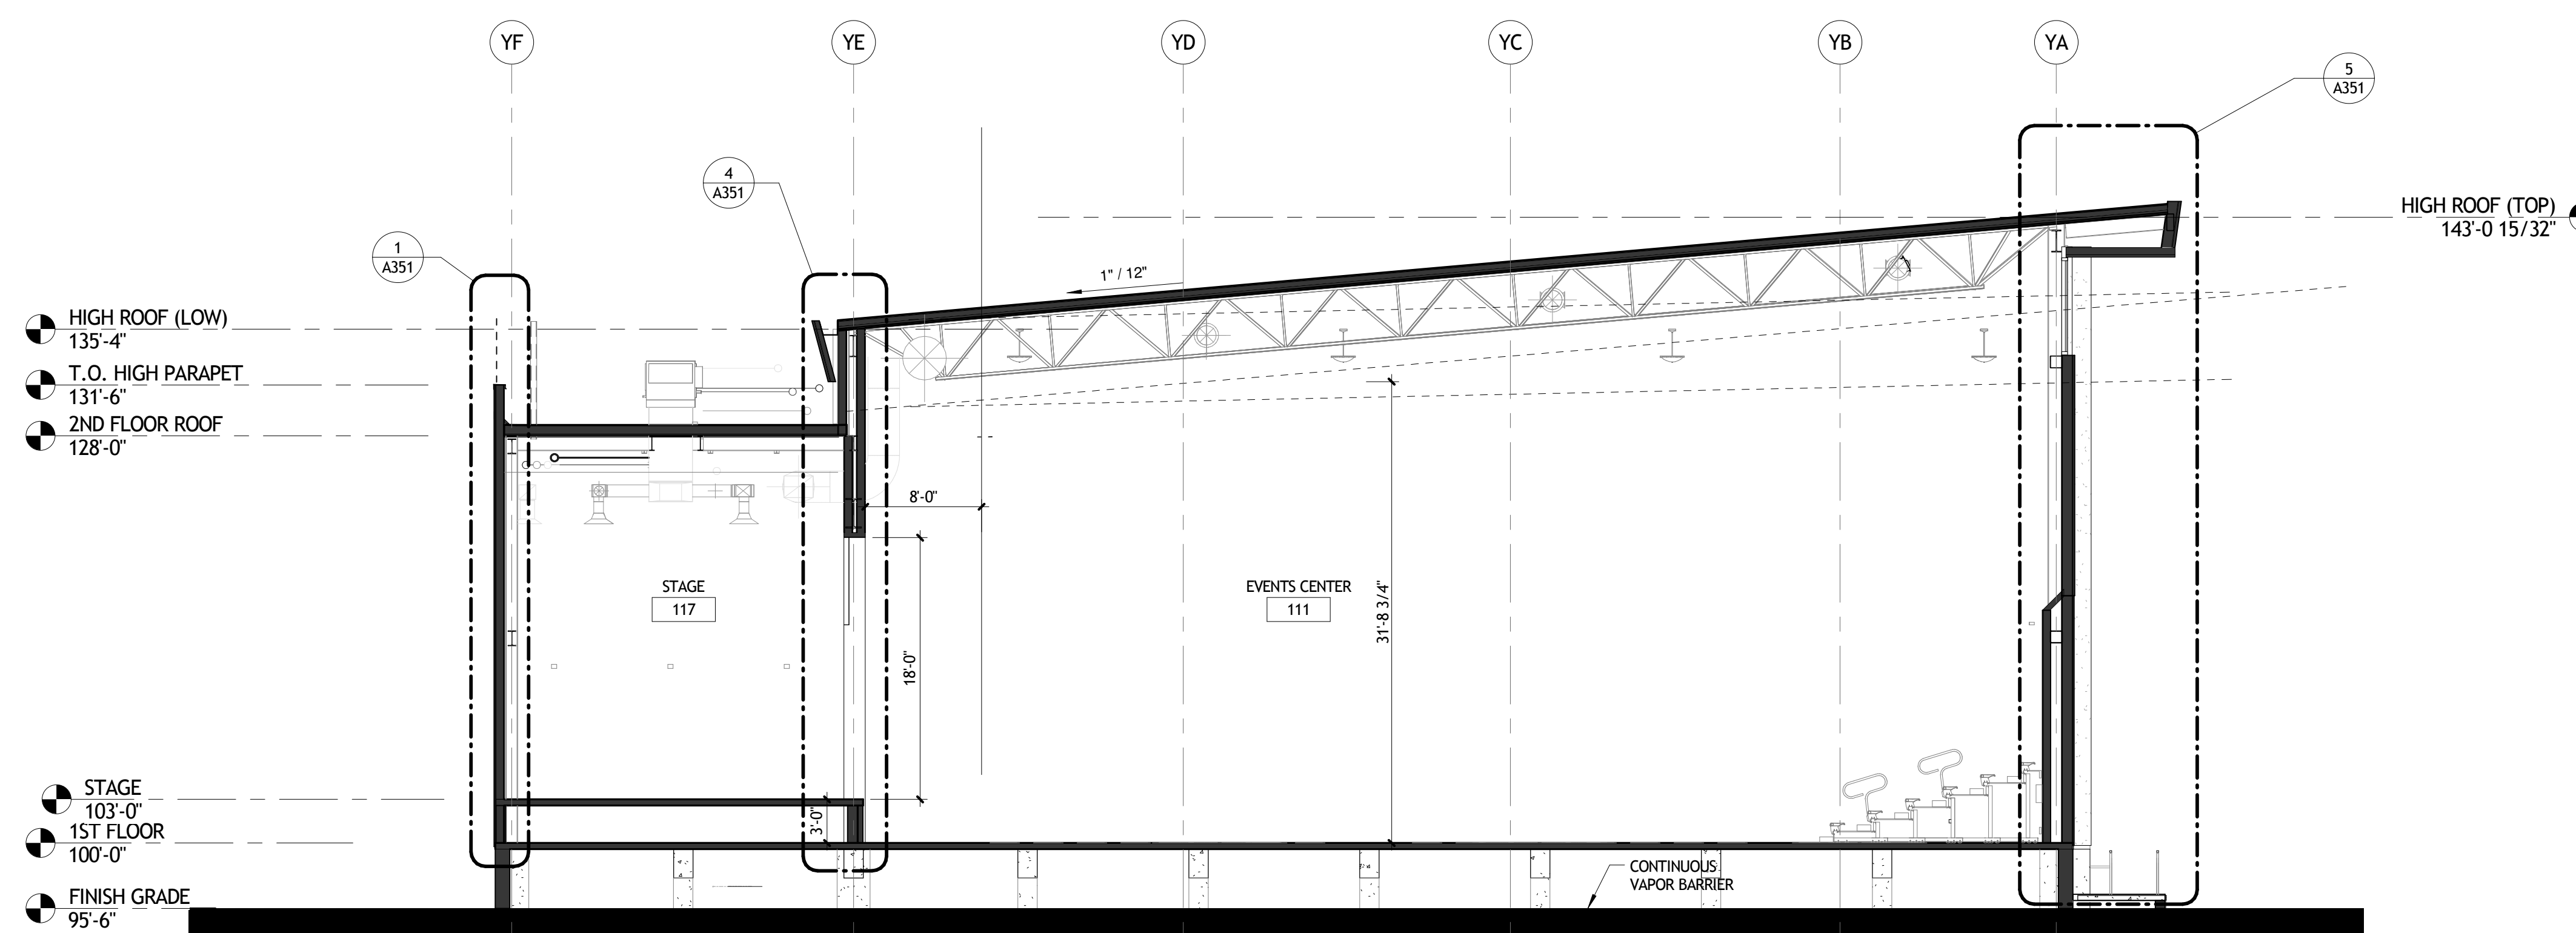 YF
YE
YD
YC
YB
YA
5
A351
4
A351
1
A351
HIGH ROOF (TOP)
143'-0 15/32"
1" / 12"
HIGH ROOF (LOW)
135'-4"
T.O. HIGH PARAPET
131'-6"
2ND FLOOR ROOF
128'-0"
8'-0"
STAGE
117
EVENTS CENTER
111
31'-8 3/4"
18'-0"
STAGE
103'-0"
3'-0"
1ST FLOOR
100'-0"
CONTINUOUS
VAPOR BARRIER
FINISH GRADE
95'-6"